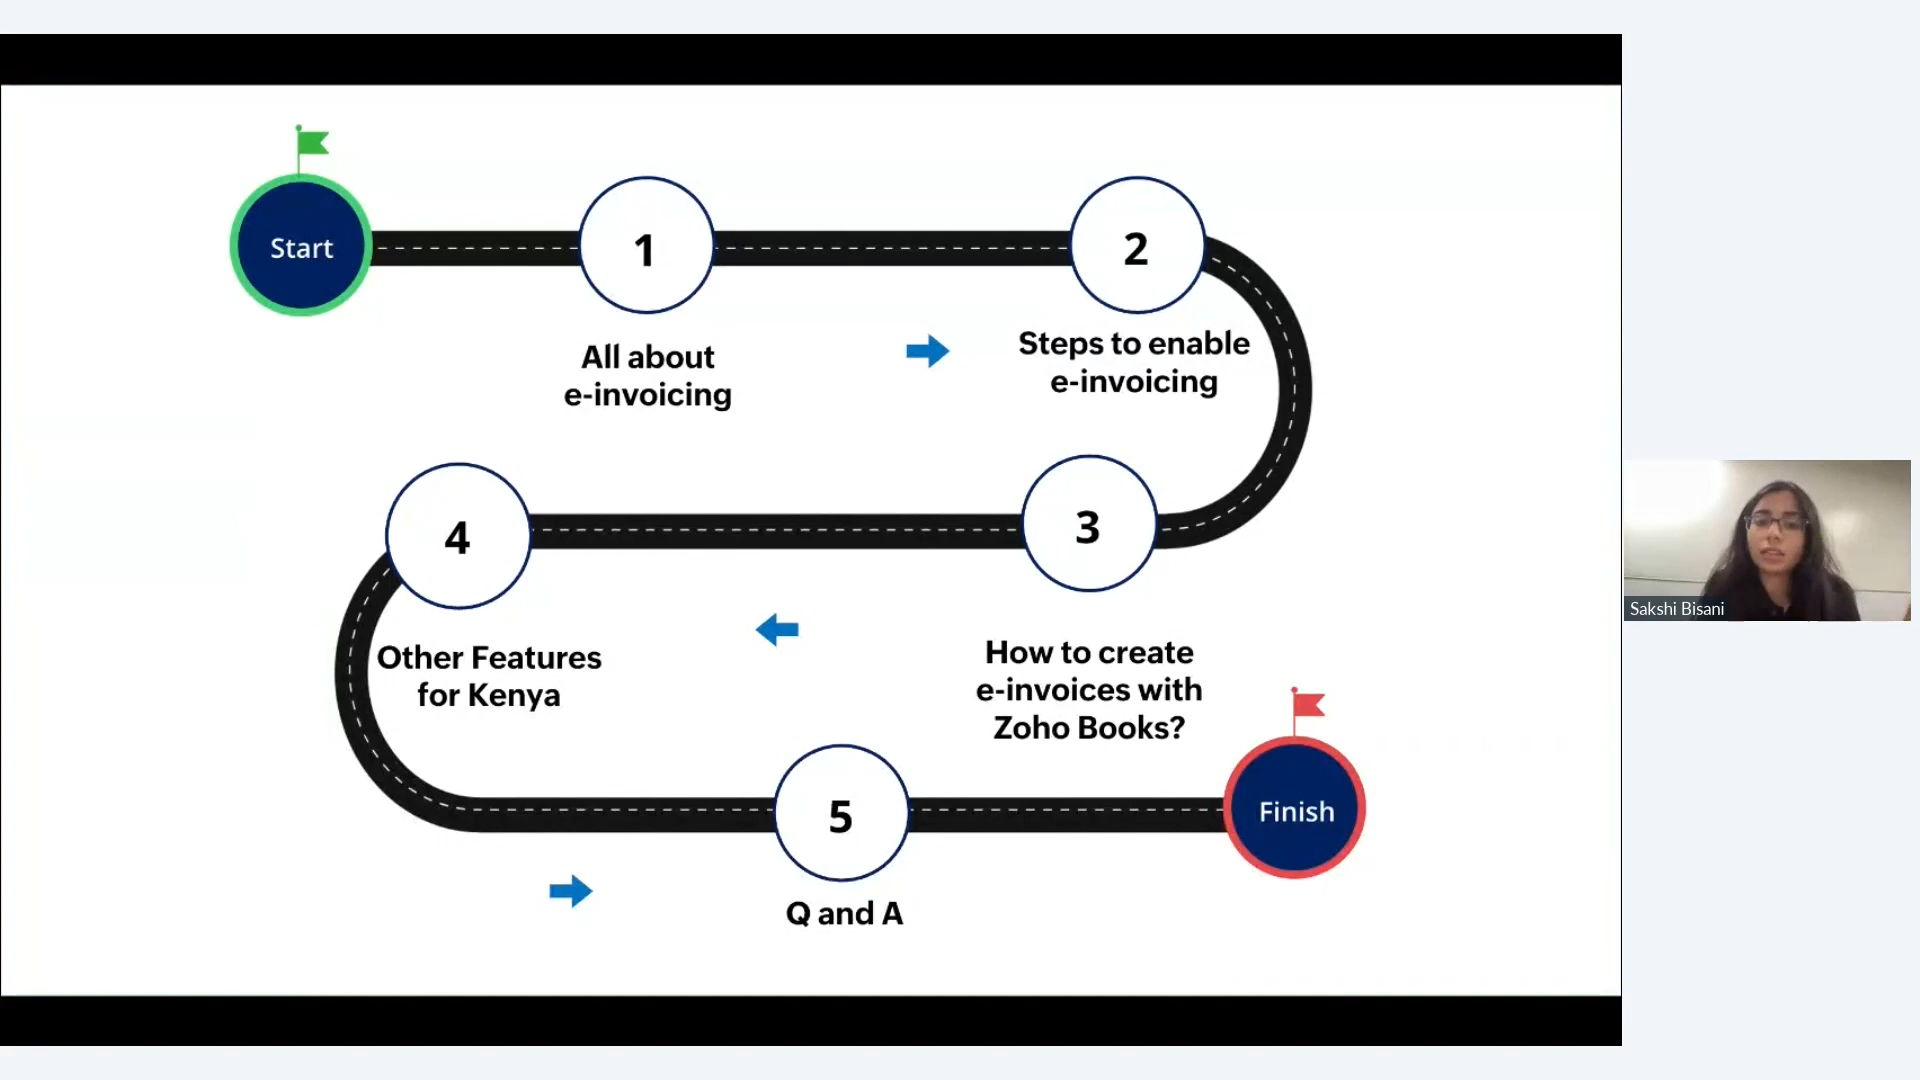 Start
1
2
All about
e-invoicing
Steps to enable
e-invoicing
4
3
Other Features
for Kenya
How to create
e-invoices with
Zoho Books?
5
Finish
Q and A
Sakshi Bisani